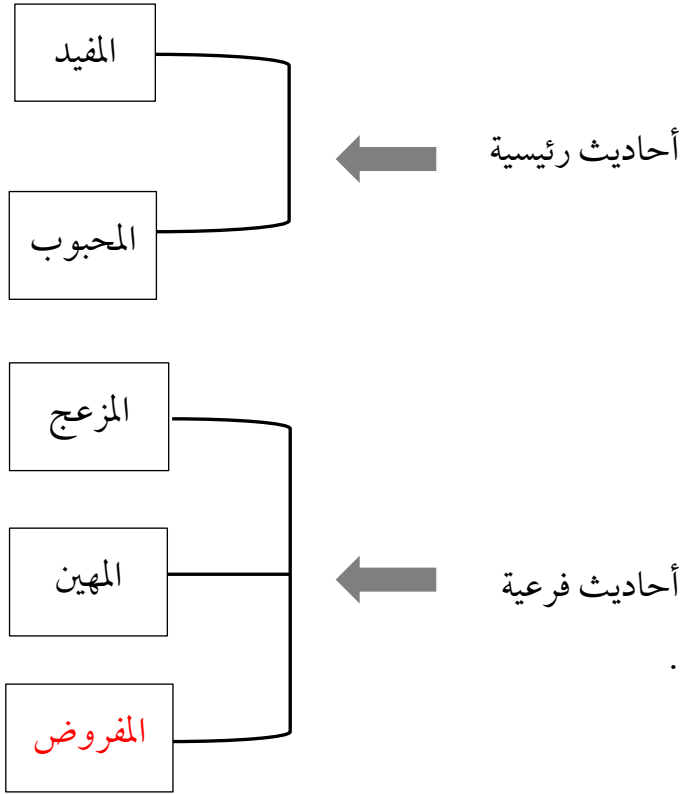 المفيد
أحاديث رئيسية
المحبوب
المزعج
المهين
أحاديث فرعية
.
المفروض